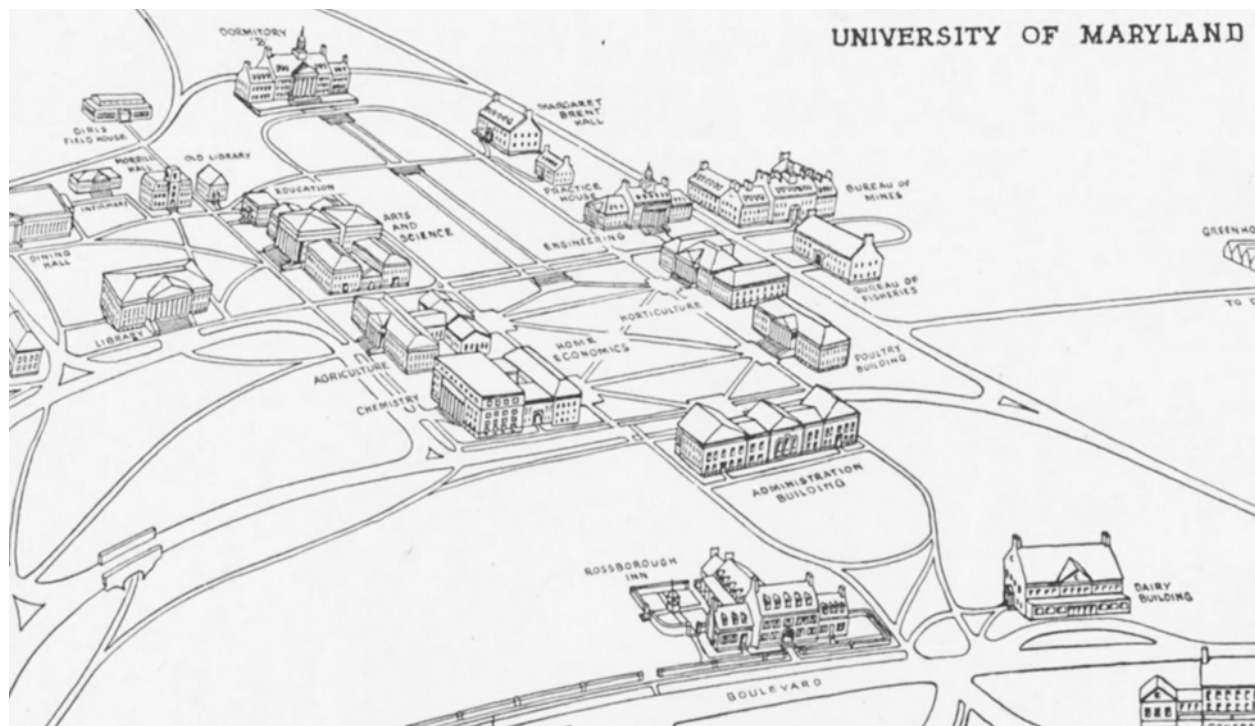 UNIVERSITY OF MARYLAND
DORMITORY
"B"
GIRLS
FIELD HOUSE
MARGARET
BRENT
HALL
MORRILL
HALL
OLD LIBRARY
INFIRMARY
EDUCATION
PRACTICE
HOUSE
BUREAU OF
MINES
ARTS
AND
SCIENCE
ENGINEERING
DINING
HALL
BUREAU OF
FISHERIES
TO
LIBRARY
HORTICULTURE
HOME
ECONOMICS
POULTRY
BUILDING
AGRICULTURE
CHEMISTRY
ADMINISTRATION
BUILDING
ROSSBOROUGH
INN
DAIRY
BUILDING
BOULEVARD